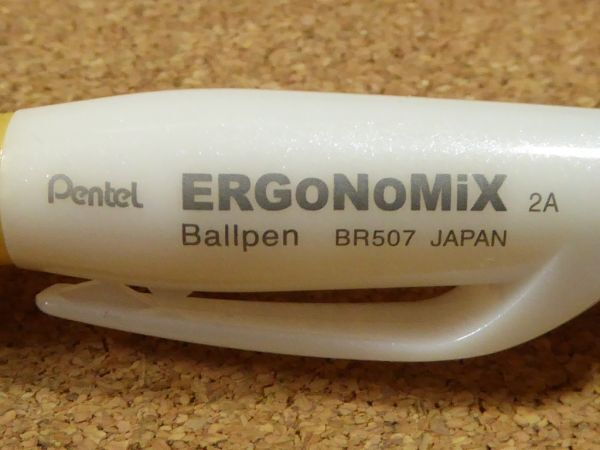 Pentel ERGoNoMiX 2A
Ballpen BR507 JAPAN